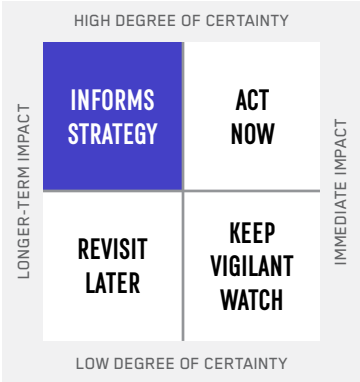 HIGH DEGREE OF CERTAINTY
LONGER-TERM IMPACT
INFORMS
STRATEGY
ACT
NOW
IMMEDIATE IMPACT
REVISIT
LATER
KEEP
VIGILANT
WATCH
LOW DEGREE OF CERTAINTY